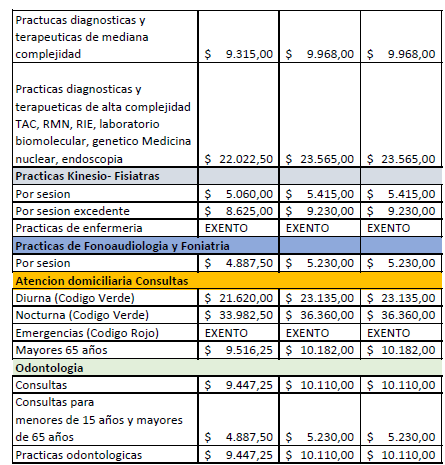 Practucas diagnosticas y
terapeuticas de mediana
complejidad $ 9.315,00 $ 9.968,00 $ 9.968,00
Practicas diagnosticas y
terapueticas de alta complejidad
TAC, RMN, RIE, laboratorio
biomolecular, genetico Medicina
nuclear, endoscopia $ 22.022,50 $ 23.565,00 $ 23.565,00
Practicas Kinesio- Fisiatras
Por sesion $ 5.060,00 $ 5.415,00 $ 5.415,00
Por sesion excedente $ 8.625,00 $ 9.230,00 $ 9.230,00
Practicas de enfermeria EXENTO EXENTO EXENTO
Practicas de Fonoaudiologia y Foniatria
Por sesion $ 4.887,50 $ 5.230,00 $ 5.230,00
Atencion domiciliaria Consultas
Diurna (Codigo Verde) $ 21.620,00 $ 23.135,00 $ 23.135,00
Nocturna (Codigo Verde) $ 33.982,50 $ 36.360,00 $ 36.360,00
Emergencias (Codigo Rojo) EXENTO EXENTO EXENTO
Mayores 65 años $ 9.516,25 $ 10.182,00 $ 10.182,00
Odontologia
Consultas $ 9.447,25 $ 10.110,00 $ 10.110,00
Consultas para
menores de 15 años y mayores
de 65 años $ 4.887,50 $ 5.230,00 $ 5.230,00
Practicas odontologicas $ 9.447,25 $ 10.110,00 $ 10.110,00